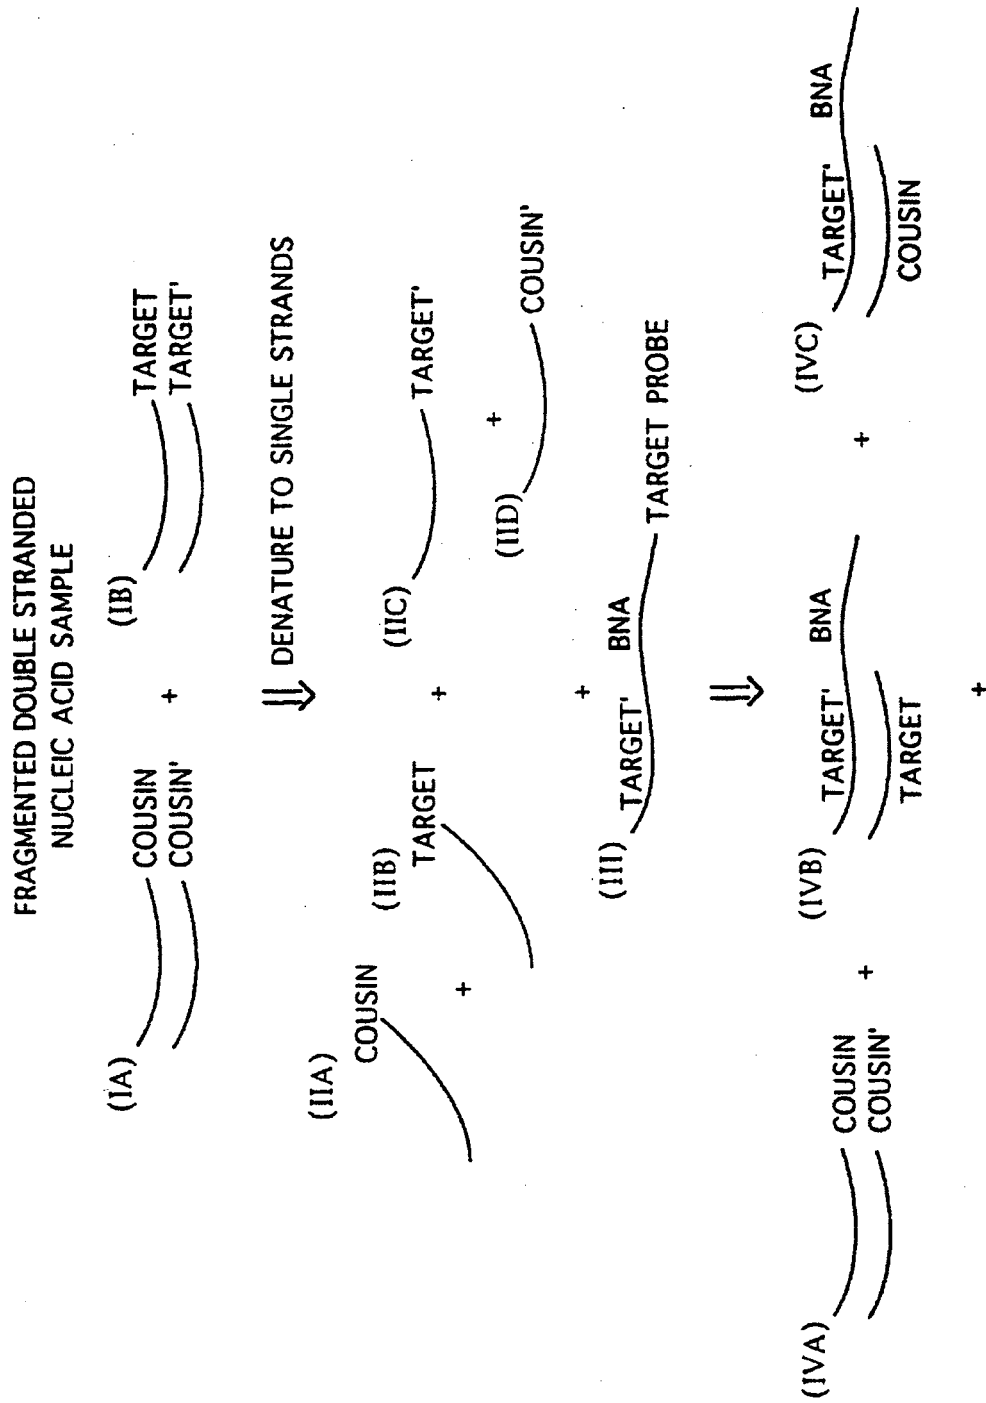 FRAGMENTED DOUBLE STRANDED
NUCLEIC ACID SAMPLE
(IA)
COUSIN
COUSIN'
+
(IB)
TARGET
TARGET'
⇓ DENATURE TO SINGLE STRANDS
(IIA)
COUSIN
+
(IIB)
TARGET
+
(IIC)
TARGET'
+
(IID)
COUSIN'
+
(III)
TARGET' BNA
TARGET PROBE
⇓
(IVA)
COUSIN
COUSIN'
+
(IVB)
TARGET' BNA
TARGET
+
(IVC)
TARGET' BNA
COUSIN
+